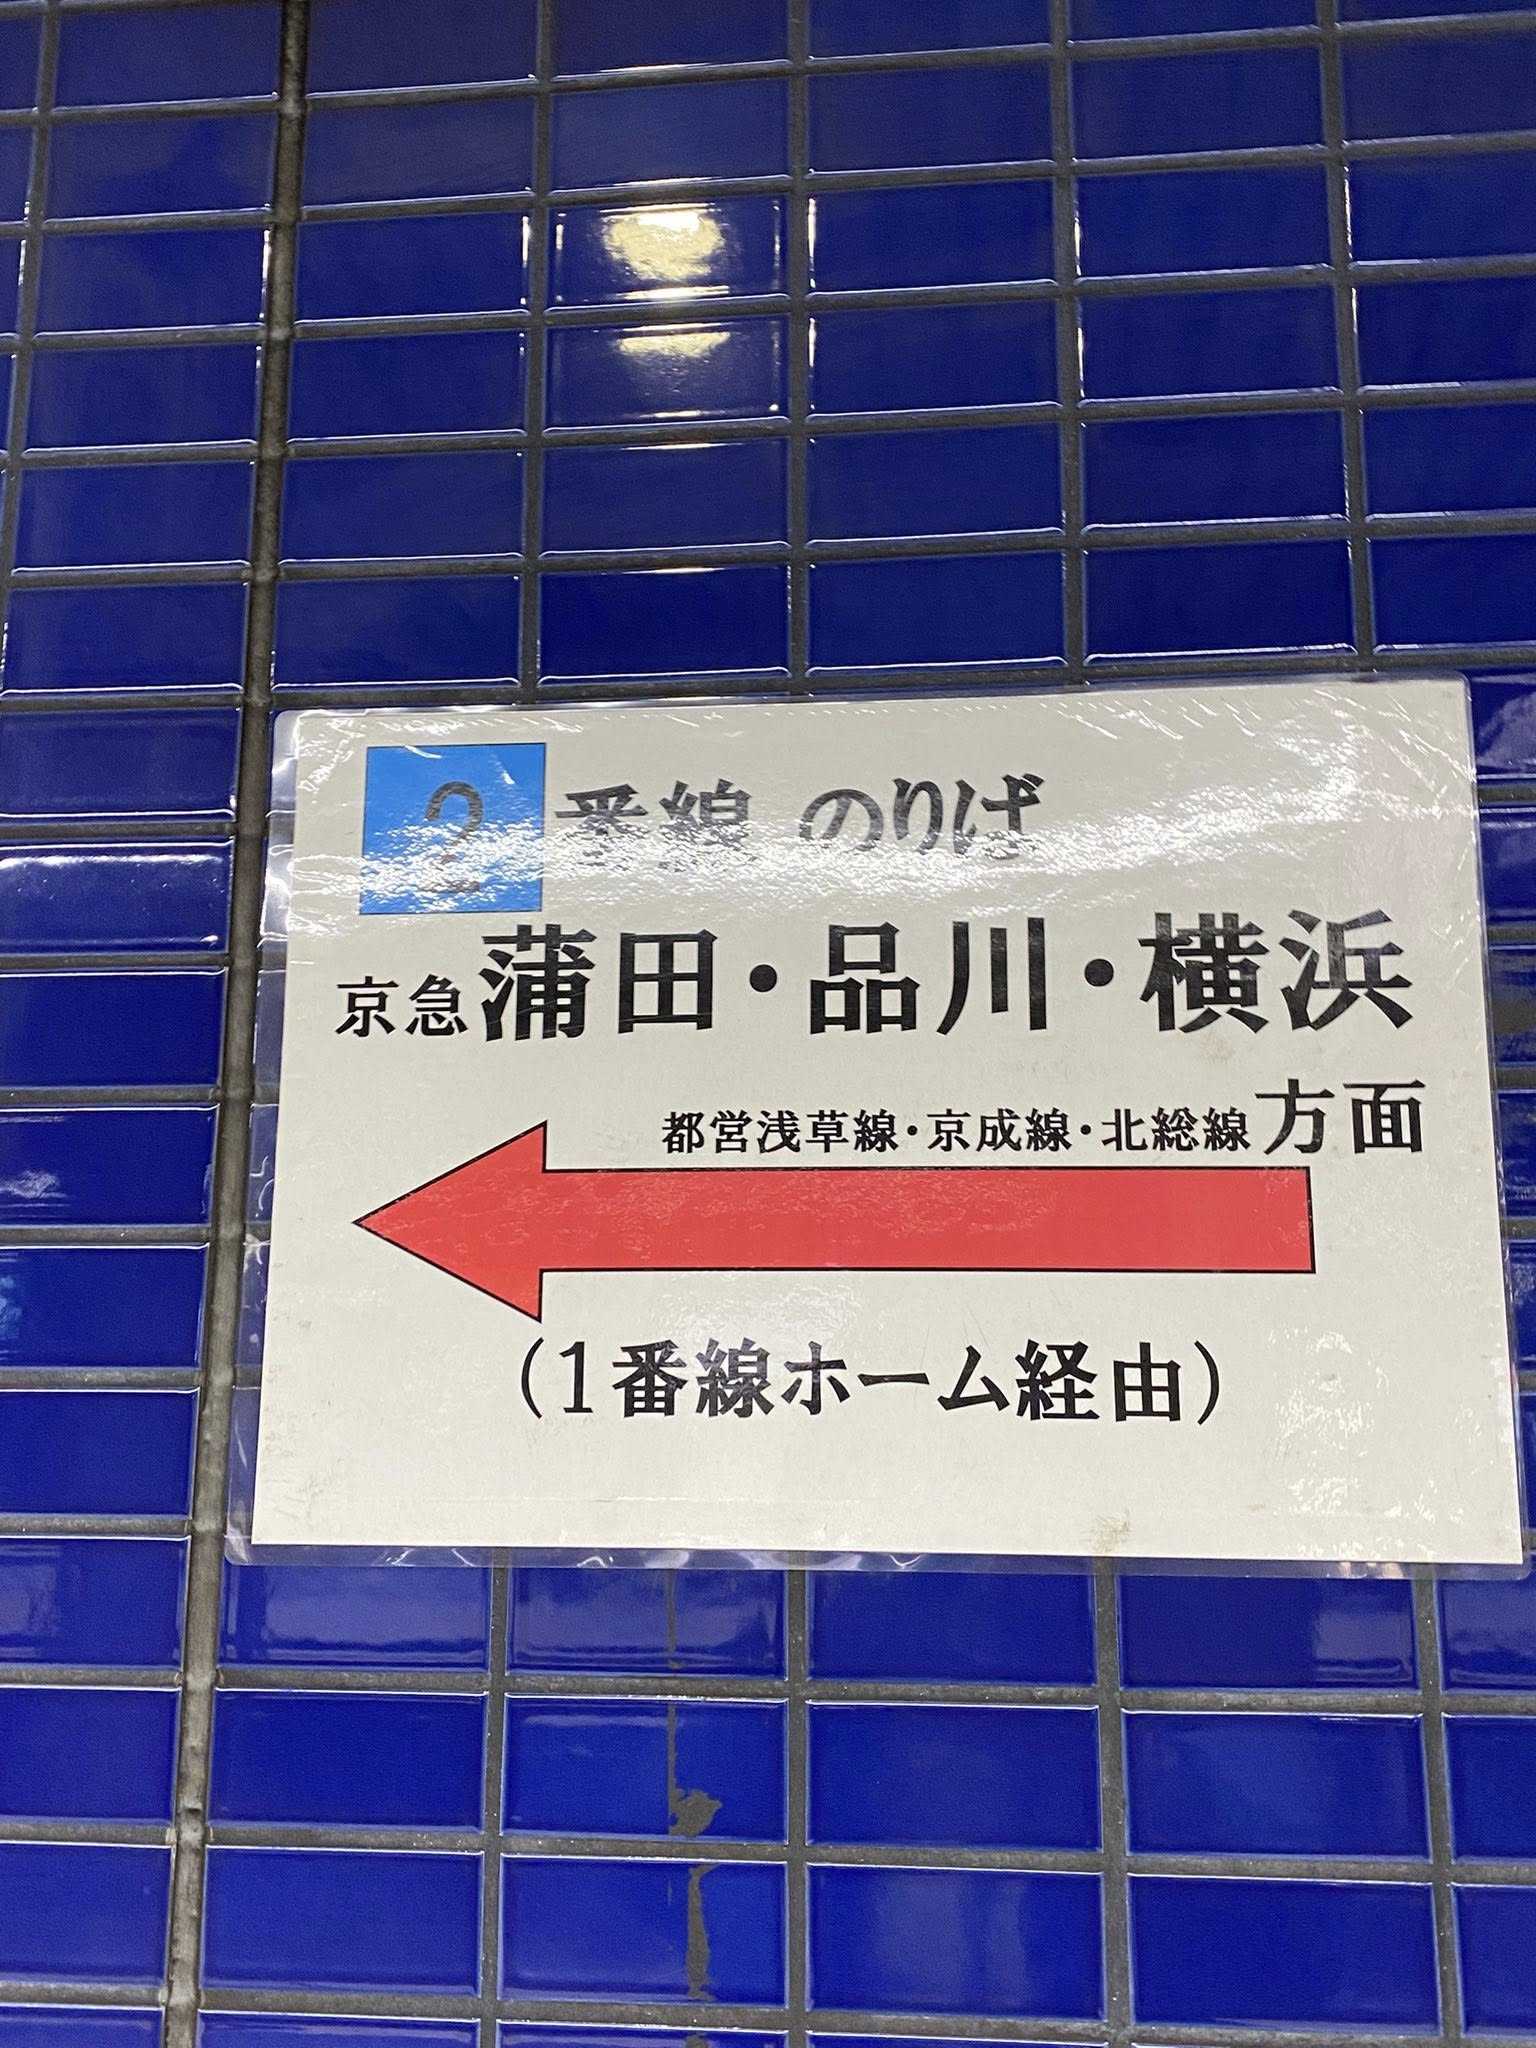 2番線 のりば
京急蒲田・品川・横浜
都営浅草線・京成線・北総線方面
(1番線ホーム経由)